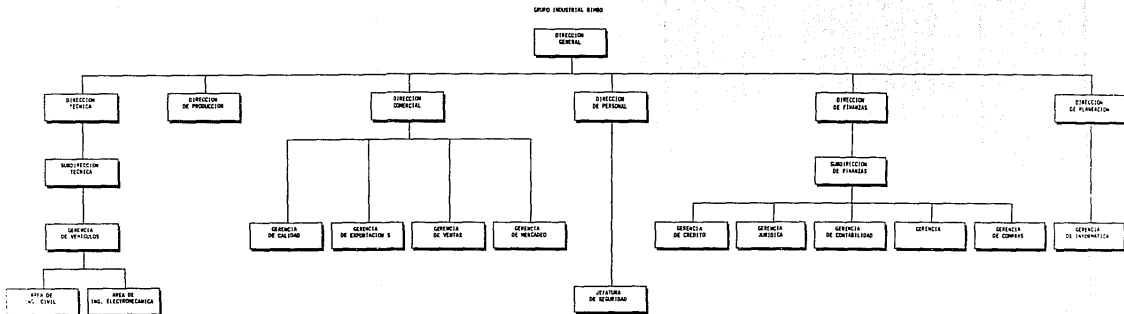 GRUPO INDUSTRIAL BIMBO
DIRECCION
GENERAL
DIRECCION
TECNICA
DIRECCION
DE PRODUCCION
DIRECCION
COMERCIAL
DIRECCION
DE PERSONAL
DIRECCION
DE FINANZAS
DIRECCION
DE PLANEACION
SUBDIRECCION
TECNICA
SUBDIRECCION
DE FINANZAS
GERENCIA
DE VEHICULOS
GERENCIA
DE CALIDAD
GERENCIA
DE EXPORTACION S
GERENCIA
DE VENTAS
GERENCIA
DE MERCADEO
GERENCIA
DE CREDITO
GERENCIA
JURIDICA
GERENCIA
DE CONTABILIDAD
GERENCIA
GERENCIA
DE COMPRAS
GERENCIA
DE INFORMATICA
AREA DE
ING. CIVIL
AREA DE
ING. ELECTROMECANICA
JEFATURA
DE SEGURIDAD